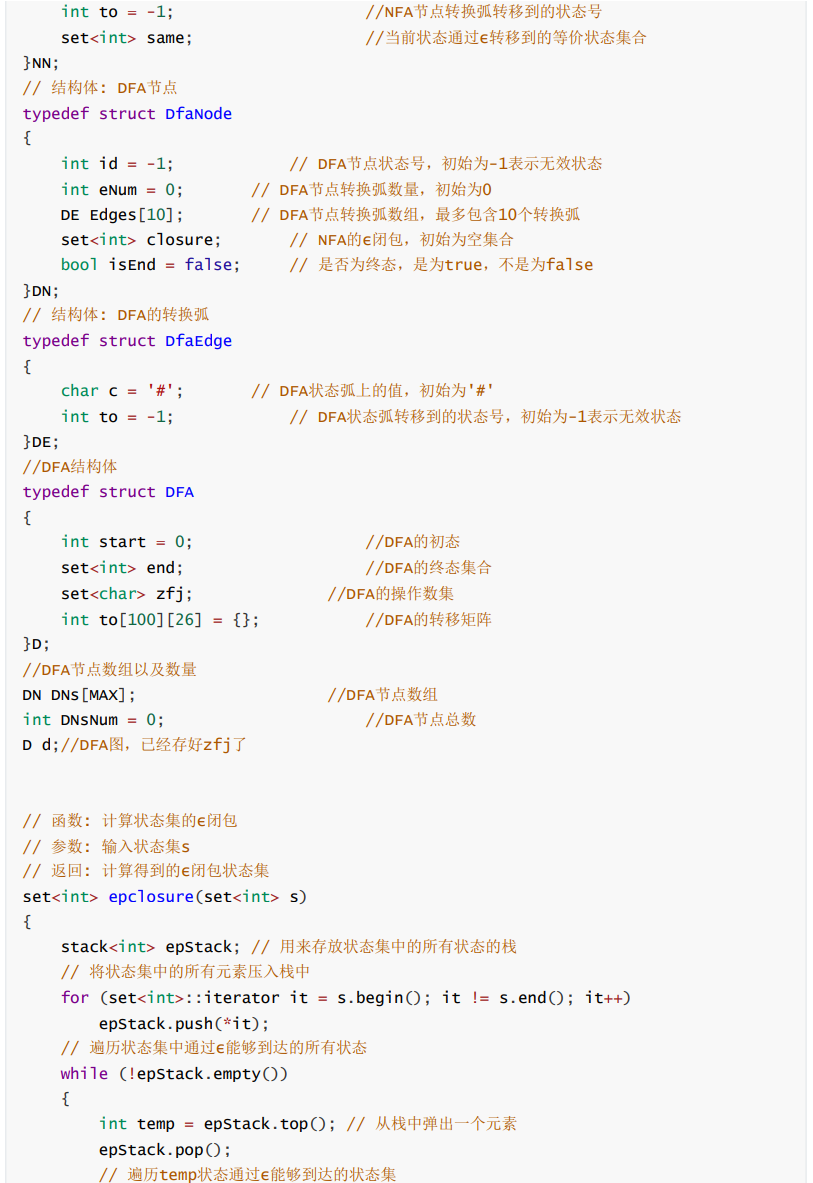 int to = -1;                    //NFA节点转换弧转移到的状态号
    set<int> same;                  //当前状态通过ϵ转移到的等价状态集合
}NN;
// 结构体: DFA节点
typedef struct DfaNode
{
    int id = -1;            // DFA节点状态号，初始为-1表示无效状态
    int eNum = 0;       // DFA节点转换弧数量，初始为0
    DE Edges[10];       // DFA节点转换弧数组，最多包含10个转换弧
    set<int> closure;       // NFA的ϵ闭包，初始为空集合
    bool isEnd = false;     // 是否为终态，是为true，不是为false
}DN;
// 结构体: DFA的转换弧
typedef struct DfaEdge
{
    char c = '#';       // DFA状态弧上的值，初始为'#'
    int to = -1;            // DFA状态弧转移到的状态号，初始为-1表示无效状态
}DE;
//DFA结构体
typedef struct DFA
{
    int start = 0;                  //DFA的初态
    set<int> end;                   //DFA的终态集合
    set<char> zfj;              //DFA的操作数集
    int to[100][26] = {};           //DFA的转移矩阵
}D;
//DFA节点数组以及数量
DN DNs[MAX];                    //DFA节点数组
int DNsNum = 0;                     //DFA节点总数
D d;//DFA图，已经存好zfj了
// 函数: 计算状态集的ϵ闭包
// 参数: 输入状态集s
// 返回: 计算得到的ϵ闭包状态集
set<int> epclosure(set<int> s)
{
    stack<int> epStack; // 用来存放状态集中的所有状态的栈
    // 将状态集中的所有元素压入栈中
    for (set<int>::iterator it = s.begin(); it != s.end(); it++)
        epStack.push(*it);
    // 遍历状态集中通过ϵ能够到达的所有状态
    while (!epStack.empty())
    {
        int temp = epStack.top(); // 从栈中弹出一个元素
        epStack.pop();
        // 遍历temp状态通过ϵ能够到达的状态集